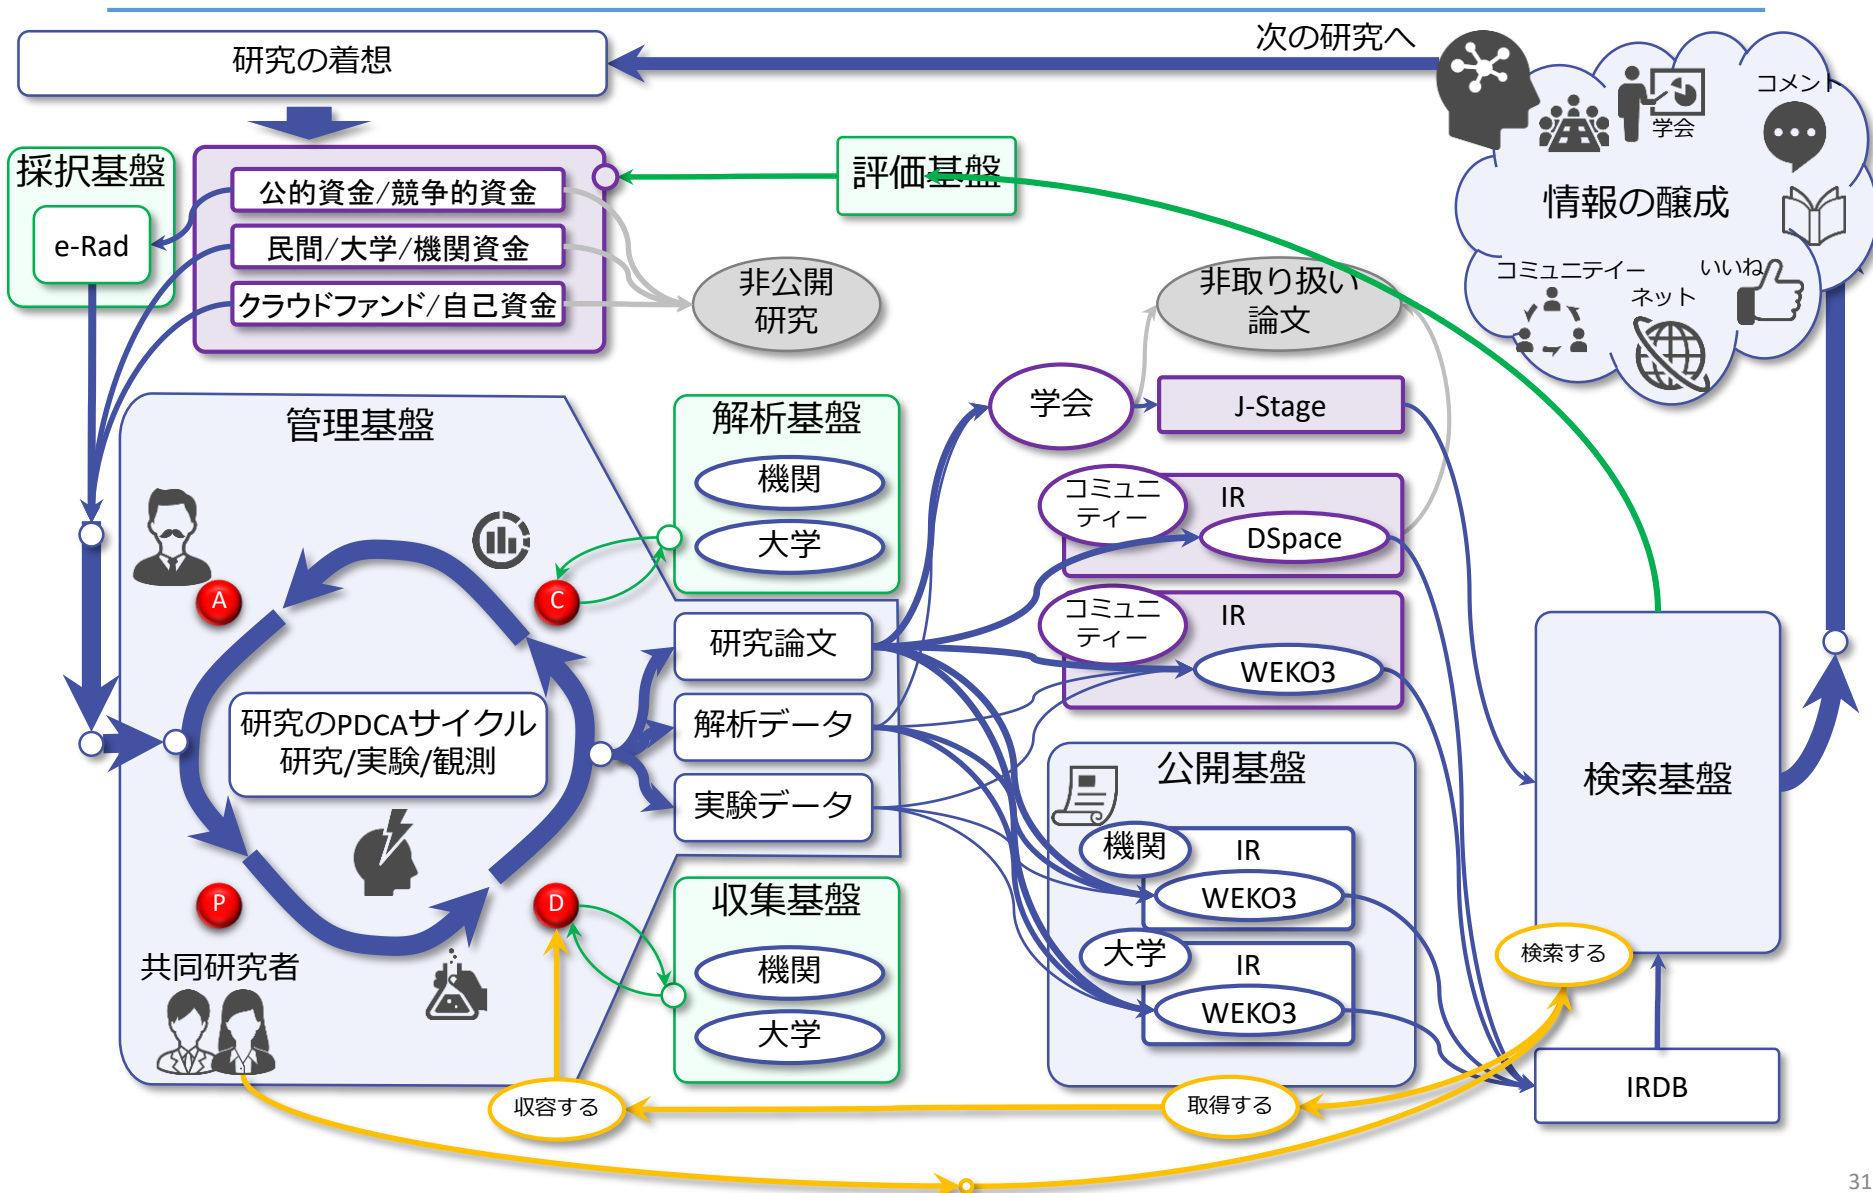 次の研究へ
研究の着想
コメント
学会
採択基盤
公的資金/競争的資金
評価基盤
情報の醸成
e-Rad
民間/大学/機関資金
クラウドファンド/自己資金
非公開
研究
非取り扱い
論文
コミュニテイー
いいね
ネット
管理基盤
解析基盤
機関
大学
学会
J-Stage
コミュニ
ティー
IR
DSpace
A
C
コミュニ
ティー
IR
WEKO3
研究論文
研究のPDCAサイクル
研究/実験/観測
解析データ
実験データ
公開基盤
検索基盤
機関
IR
WEKO3
P
D
収集基盤
機関
大学
大学
IR
WEKO3
検索する
共同研究者
収容する
取得する
IRDB
31